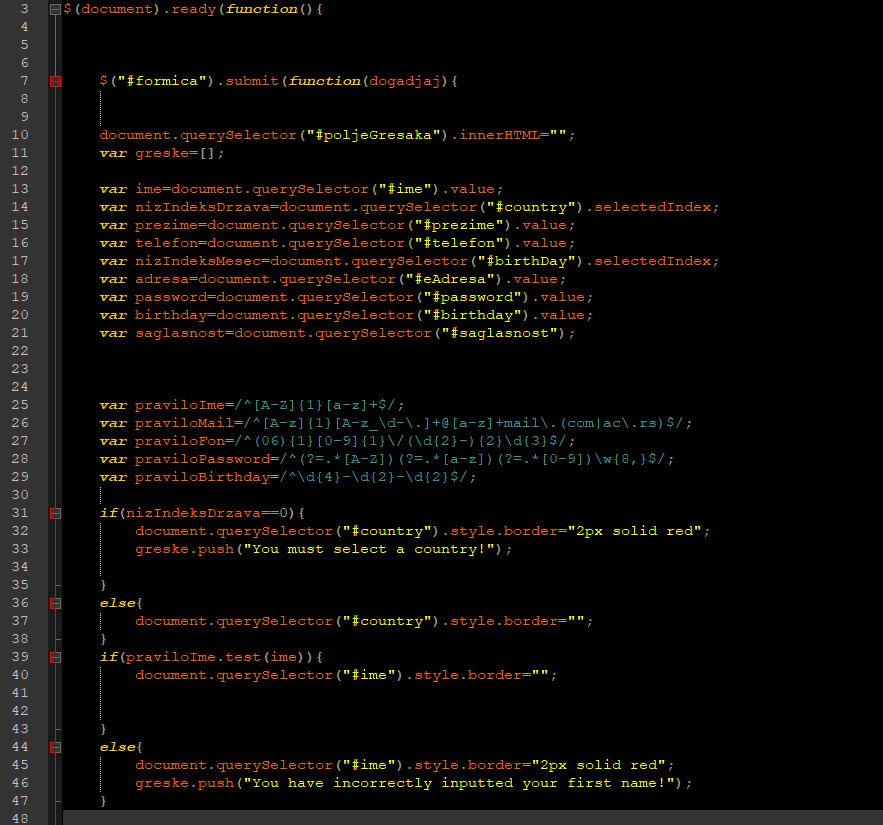 3 $(document).ready(function(){
4
5
6
7 $("#formica").submit(function(dogadjaj){
8
9
10 document.querySelector("#poljeGresaka").innerHTML="";
11 var greske=[];
12
13 var ime=document.querySelector("#ime").value;
14 var nizIndeksDrzava=document.querySelector("#country").selectedIndex;
15 var prezime=document.querySelector("#prezime").value;
16 var telefon=document.querySelector("#telefon").value;
17 var nizIndeksMesec=document.querySelector("#birthDay").selectedIndex;
18 var adresa=document.querySelector("#eAdresa").value;
19 var password=document.querySelector("#password").value;
20 var birthday=document.querySelector("#birthday").value;
21 var saglasnost=document.querySelector("#saglasnost");
22
23
24
25 var praviloIme=/^[A-Z]{1}[a-z]+$/;
26 var praviloMail=/^[A-z]{1}[A-z_\d-\.]+@[a-z]+mail\.(com|ac\.rs)$/;
27 var praviloFon=/^(06){1}[0-9]{1}\/(\d{2}-){2}\d{3}$/;
28 var praviloPassword=/^(?=.*[A-Z])(?=.*[a-z])(?=.*[0-9])\w{8,}$/;
29 var praviloBirthday=/^\d{4}-\d{2}-\d{2}$/;
30
31 if(nizIndeksDrzava==0){
32 document.querySelector("#country").style.border="2px solid red";
33 greske.push("You must select a country!");
34
35 }
36 else{
37 document.querySelector("#country").style.border="";
38 }
39 if(praviloIme.test(ime)){
40 document.querySelector("#ime").style.border="";
41
42
43 }
44 else{
45 document.querySelector("#ime").style.border="2px solid red";
46 greske.push("You have incorrectly inputted your first name!");
47 }
48